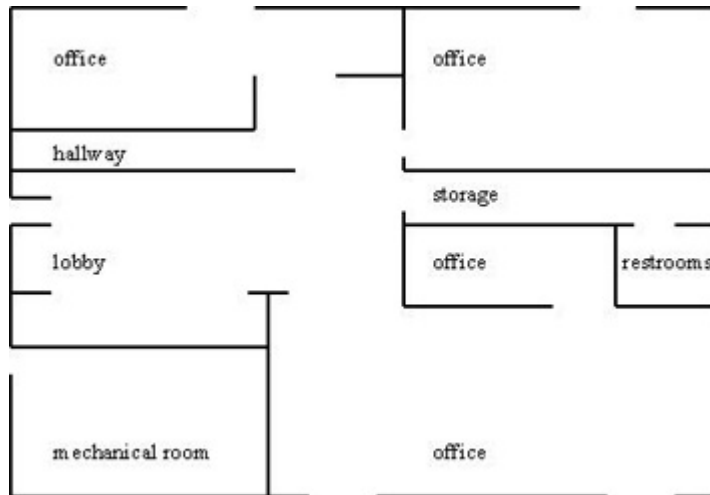 office
office
hallway
storage
lobby
office
restrooms
mechanical room
office